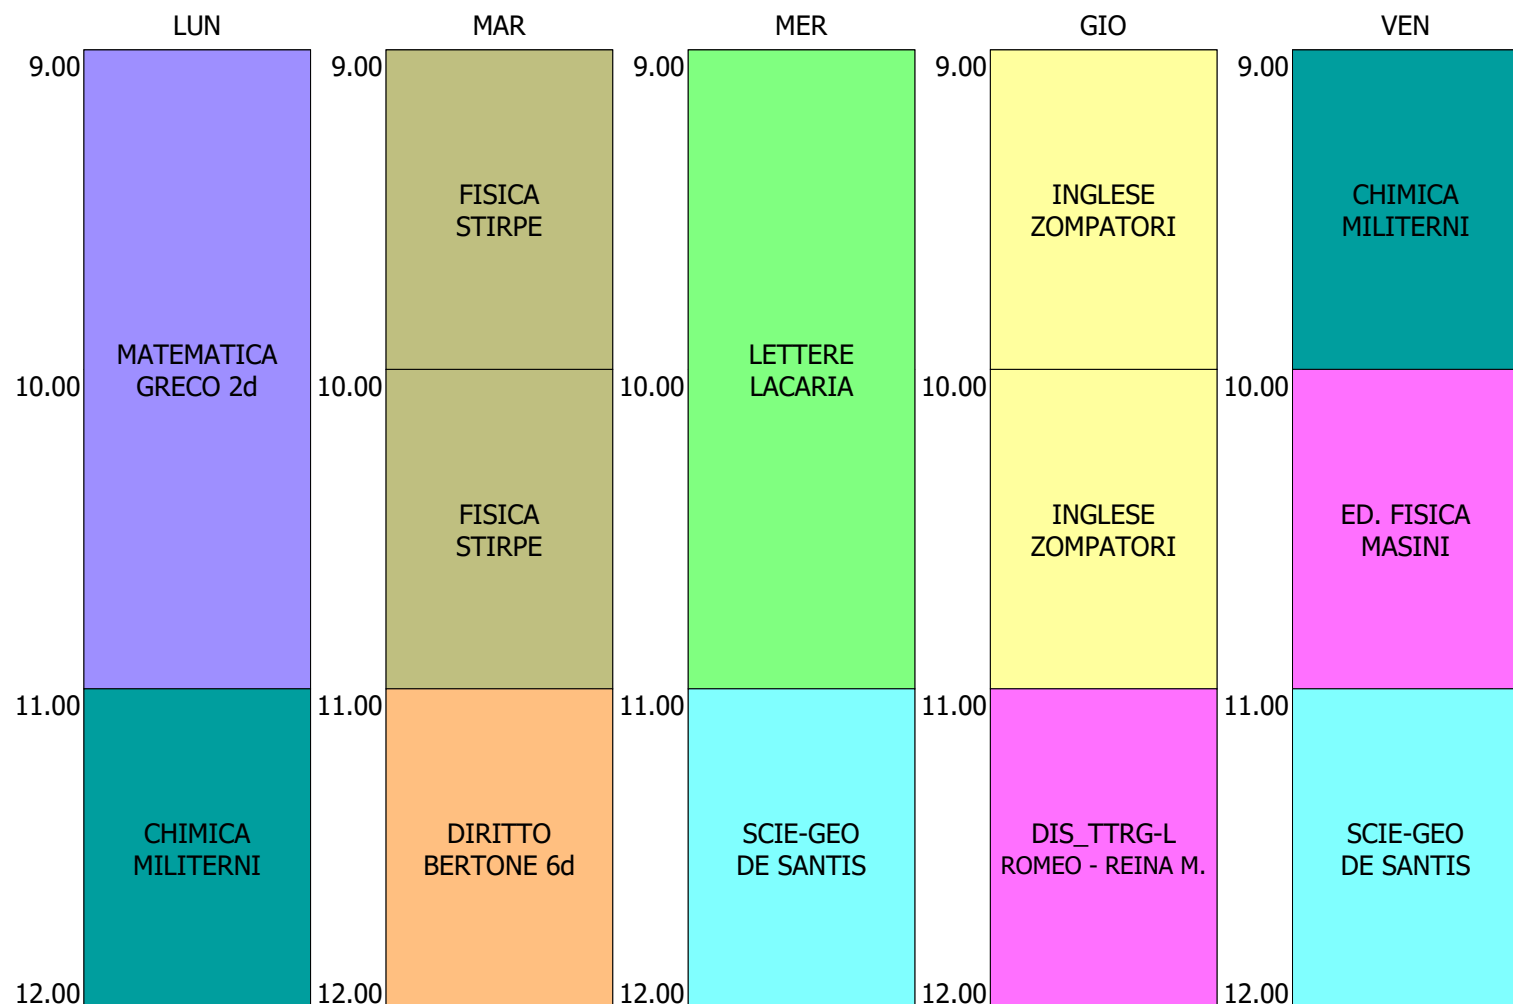 LUN MAR MER GIO VEN
9.00 9.00 9.00 9.00 9.00
FISICA INGLESE CHIMICA
STIRPE ZOMPATORI MILITERNI
MATEMATICA LETTERE
GRECO 2d LACARIA
10.00 10.00 10.00 10.00 10.00
FISICA INGLESE ED. FISICA
STIRPE ZOMPATORI MASINI
11.00 11.00 11.00 11.00 11.00
CHIMICA DIRITTO SCIE-GEO DIS_TTRG-L SCIE-GEO
MILITERNI BERTONE 6d DE SANTIS ROMEO - REINA M. DE SANTIS
12.00 12.00 12.00 12.00 12.00